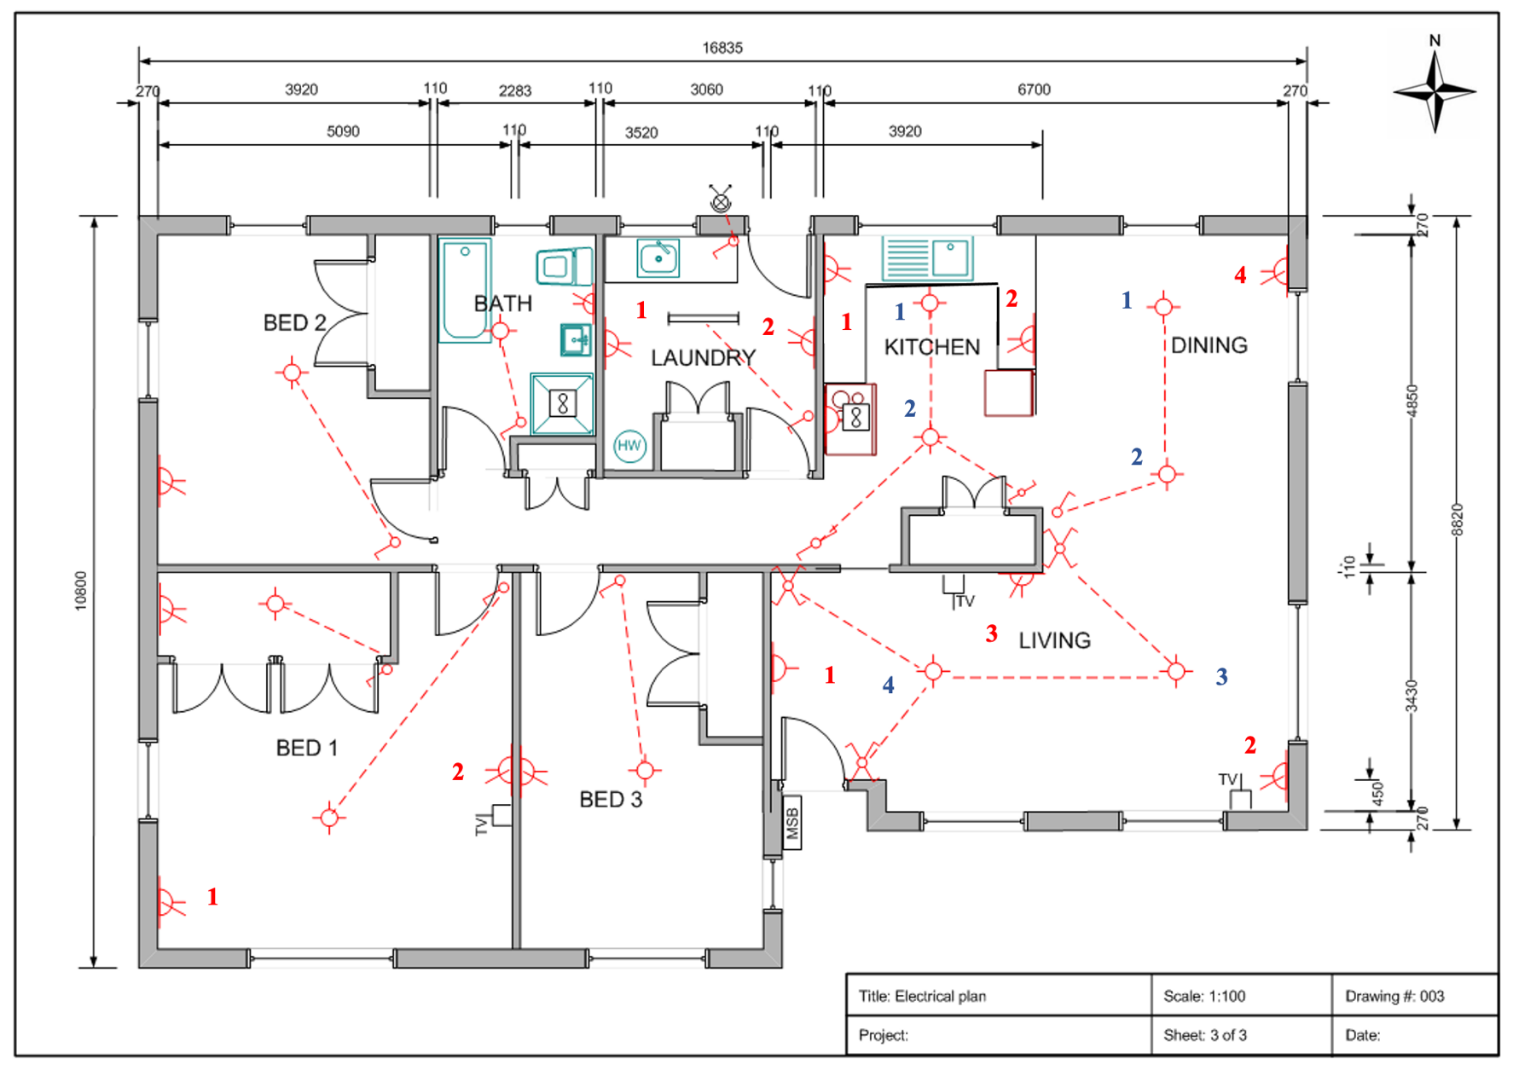 N
16835
270 3920 110 2283 110 3060 110 6700 270
5090 110 3520 110 3920
270
4
1
BATH
1
2
1
1
2
BED 2
LAUNDRY
KITCHEN
DINING
4850
2
2
HW
8820
10800
110
TV
3
LIVING
1
4
3
3430
BED 1
2
2
BED 3
TV
TV
MSB
450
270
1
Title: Electrical plan Scale: 1:100 Drawing #: 003
Project: Sheet: 3 of 3 Date: